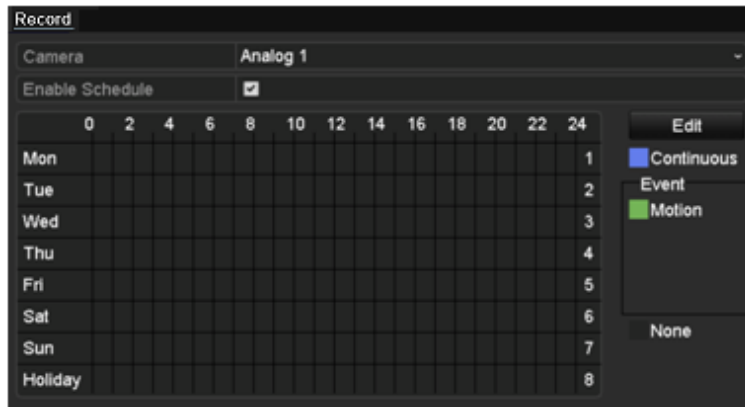 Record
Camera Analog 1
Enable Schedule
0 2 4 6 8 10 12 14 16 18 20 22 24
Edit
Mon 1
Continuous
Tue 2
Event
Motion
Wed 3
Thu 4
Fri 5
Sat 6
None
Sun 7
Holiday 8